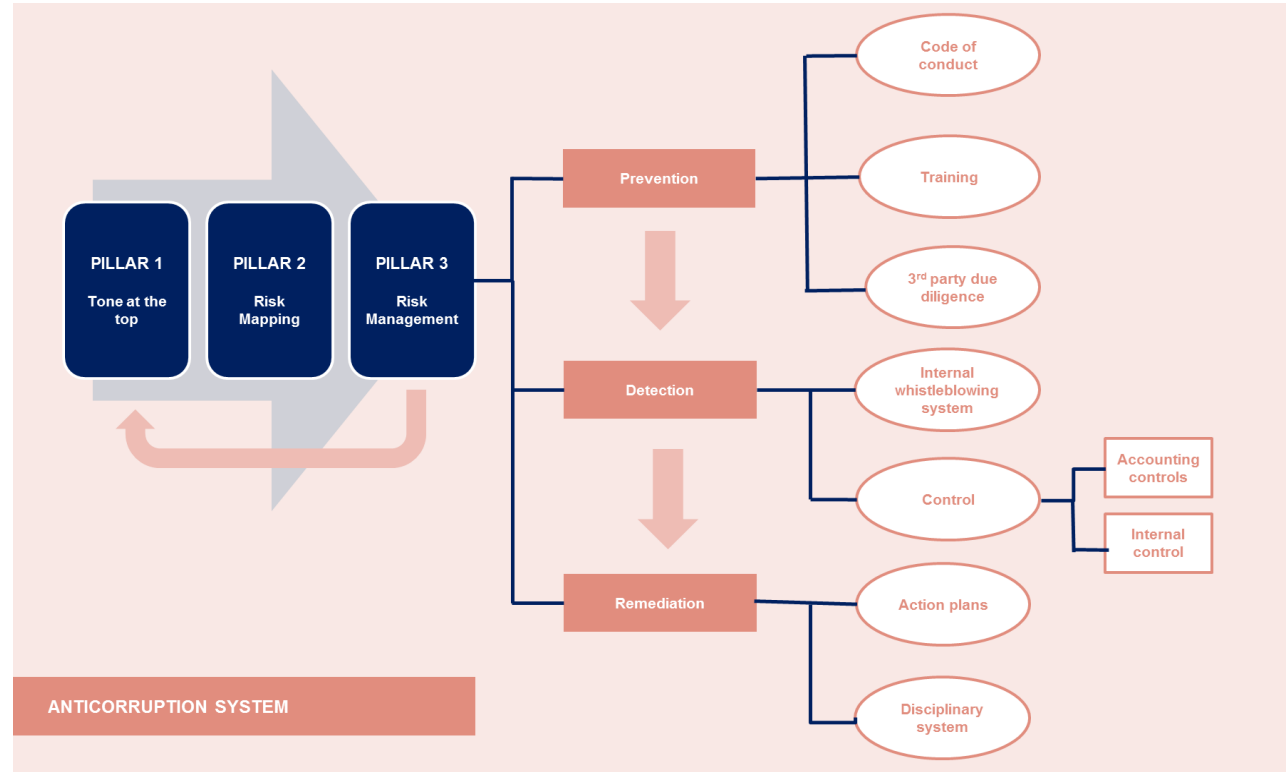 PILLAR 1
Tone at the
top
PILLAR 2
Risk
Mapping
PILLAR 3
Risk
Management
Prevention
Code of
conduct
Training
3rd party due
diligence
Detection
Internal
whistleblowing
system
Control
Accounting
controls
Internal
control
Remediation
Action plans
Disciplinary
system
ANTICORRUPTION SYSTEM